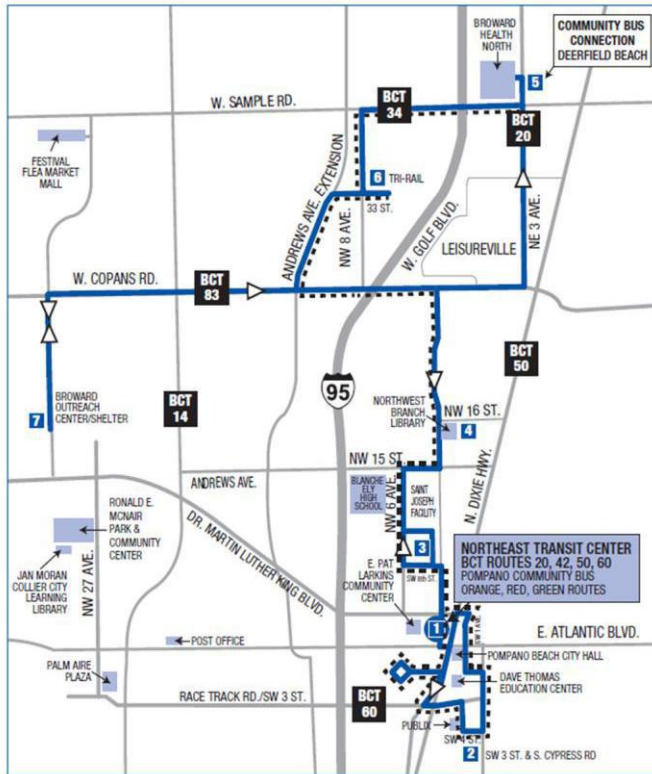 BROWARD
HEALTH
NORTH
COMMUNITY BUS
CONNECTION
DEERFIELD BEACH
5
W. SAMPLE RD.
BCT
34
BCT
20
FESTIVAL
FLEA MARKET
MALL
ANDREWS AVE. EXTENSION
6
TRI-RAIL
33 ST.
NW 8 AVE.
W. GOLF BLVD.
LEISUREVILLE
NE 3 AVE.
W. COPANS RD.
BCT
83
BCT
50
95
7
BROWARD
OUTREACH
CENTER/SHELTER
BCT
14
NORTHWEST
BRANCH
LIBRARY
NW 16 ST.
4
NW 15 ST.
ANDREWS AVE.
BLANCHE
ELY HIGH
SCHOOL
NW 6 AVE.
SAINT
JOSEPH
FACILITY
N. DIXIE HWY.
RONALD E.
MCNAIR
PARK &
COMMUNITY
CENTER
DR. MARTIN LUTHER KING BLVD.
3
SW 8th ST.
JAN MORAN
COLLIER CITY
LEARNING
LIBRARY
NW 27 AVE.
E. PAT
LARKINS
COMMUNITY
CENTER
NORTHEAST TRANSIT CENTER
BCT ROUTES 20, 42, 50, 60
POMPANO COMMUNITY BUS
ORANGE, RED, GREEN ROUTES
1
SW 1 AVE.
E. ATLANTIC BLVD.
POST OFFICE
POMPANO BEACH CITY HALL
PALM AIRE
PLAZA
DAVE THOMAS
EDUCATION CENTER
RACE TRACK RD./SW 3 ST.
BCT
60
PUBLIX
SW 4 ST.
2
SW 3 ST. & S. CYPRESS RD